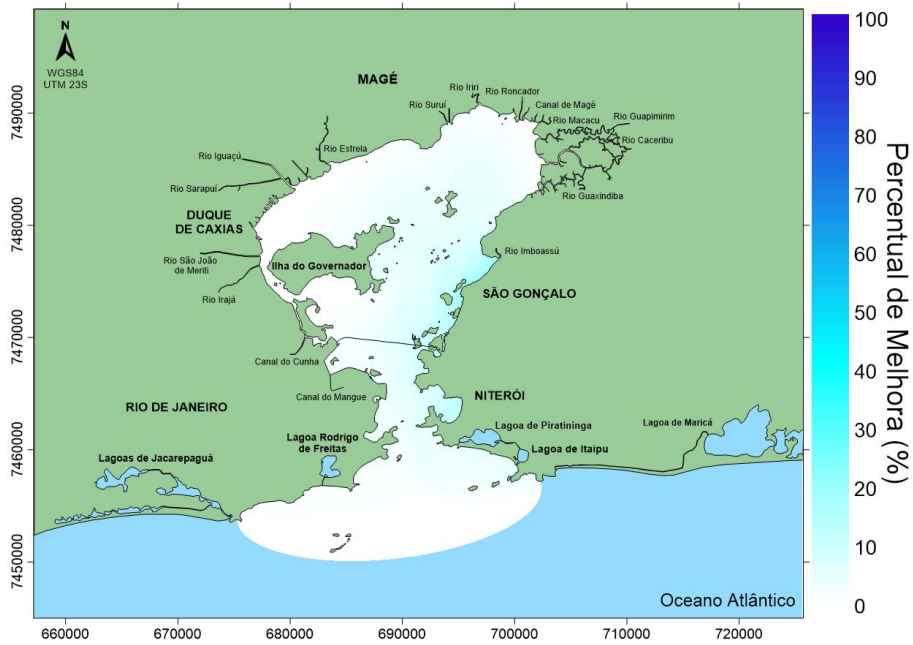 N
WGS84
UTM 23S
MAGÉ
Rio Iriri
Rio Roncador
Rio Suruí
Canal de Magé
Rio Macacu
Rio Guapimirim
Rio Caceribu
Rio Estrela
Rio Iguaçú
Rio Sarapuí
Rio Guaxindiba
DUQUE
DE CAXIAS
Rio Imboassú
Rio São João
de Meriti
Ilha do Governador
SÃO GONÇALO
Rio Irajá
Canal do Cunha
Canal do Mangue
NITERÓI
RIO DE JANEIRO
Lagoa de Piratininga
Lagoa de Maricá
Lagoa Rodrigo
de Freitas
Lagoa de Itaipu
Lagoas de Jacarepaguá
Oceano Atlântico
7490000
7480000
7470000
7460000
7450000
660000
670000
680000
690000
700000
710000
720000
100
90
80
70
60
50
40
30
20
10
0
Percentual de Melhora (%)